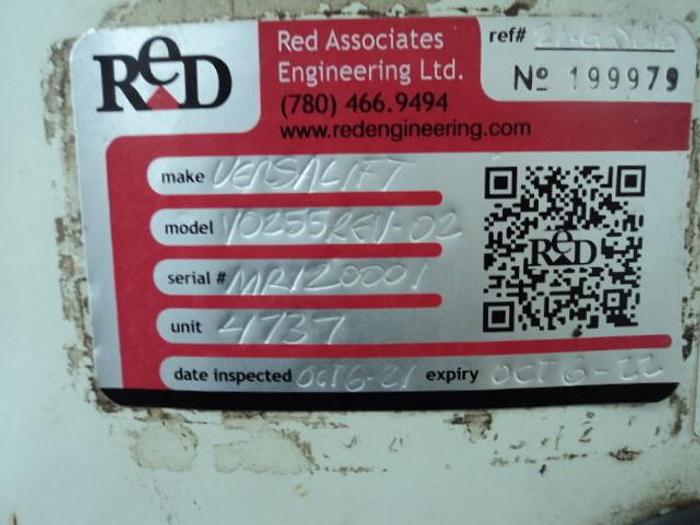 ReD
Red Associates
Engineering Ltd.
(780) 466.9494
www.redengineering.com
ref#
Nº 199979
make VERSALIFT
model VO255REV-02
serial # MR120001
ReD
unit 4737
date inspected OCT 6-21 expiry OCT 6-22